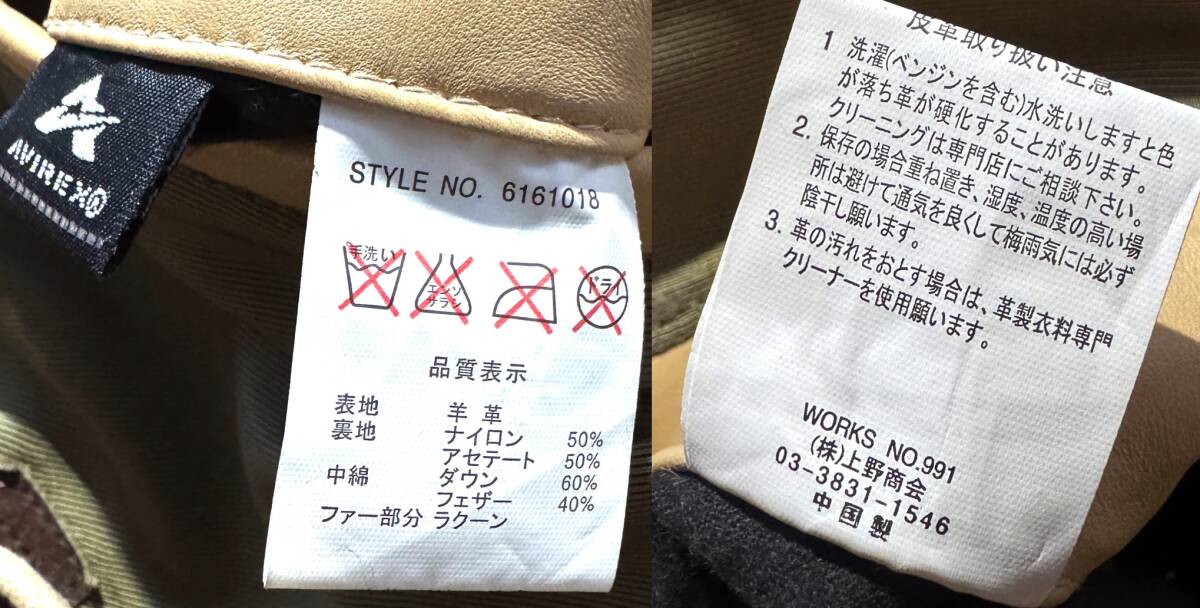 AVIREX®
STYLE NO. 6161018
手洗い
エンソ
サラシ
ドライ
品質表示
表地 羊革
裏地 ナイロン 50%
アセテート 50%
中綿 ダウン 60%
フェザー 40%
ファー部分 ラクーン
皮革取り扱い注意
1 洗濯(ベンジンを含む)水洗いしますと色
が落ち革が硬化することがあります。
クリーニングは専門店にご相談下さい。
2. 保存の場合重ね置き、湿度、温度の高い場
所は避けて通気を良くして梅雨気には必ず
陰干し願います。
3. 革の汚れをおとす場合は、革製衣料専門
クリーナーを使用願います。
WORKS NO.991
(株)上野商会
03-3831-1546
中国製